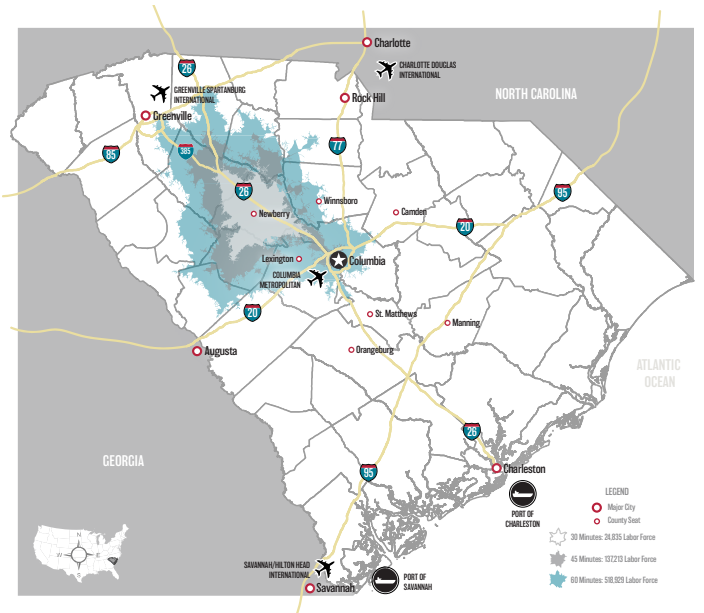 Charlotte
CHARLOTTE DOUGLAS
INTERNATIONAL
26
GREENVILLE SPARTANBURG
INTERNATIONAL
NORTH CAROLINA
Rock Hill
Greenville
77
85
385
26
95
Winnsboro
Newberry
Camden
20
Lexington
Columbia
COLUMBIA
METROPOLITAN
20
St. Matthews
Manning
Augusta
Orangeburg
ATLANTIC
OCEAN
26
GEORGIA
95
Charleston
LEGEND
Major City
County Seat
PORT OF
CHARLESTON
30 Minutes: 24,835 Labor Force
45 Minutes: 137,213 Labor Force
60 Minutes: 518,929 Labor Force
N
W
E
S
SAVANNAH/HILTON HEAD
INTERNATIONAL
PORT OF
SAVANNAH
Savannah